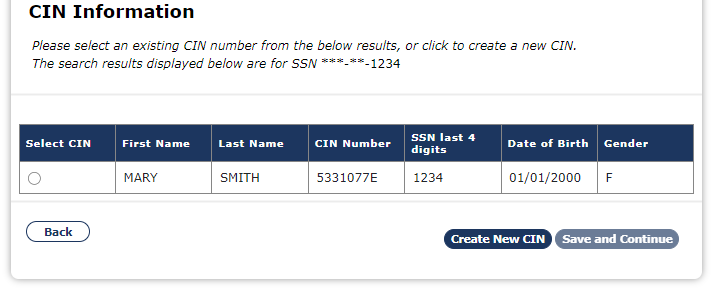 CIN Information
Please select an existing CIN number from the below results, or click to create a new CIN.
The search results displayed below are for SSN ***-**-1234
Select CIN First Name Last Name CIN Number SSN last 4 digits Date of Birth Gender
MARY SMITH 5331077E 1234 01/01/2000 F
Back Create New CIN Save and Continue